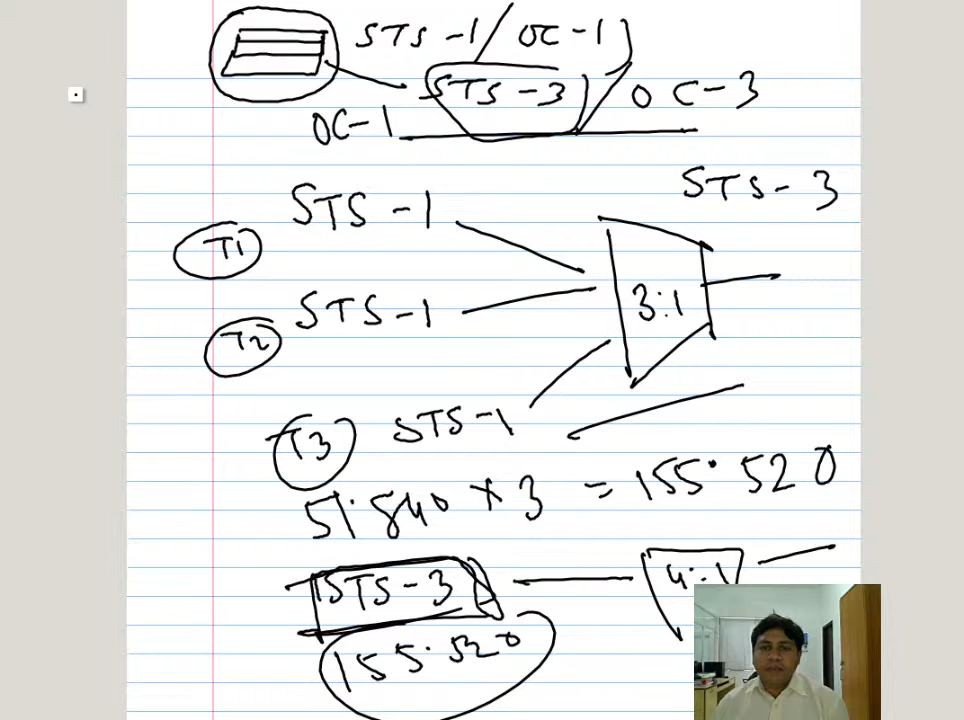 STS-1/OC-1
STS-3 OC-3
OC-1
STS-3
STS-1
T1
STS-1
3:1
T2
T3 STS-1
51.840 × 3 = 155.520
STS-3 4:1
155.520